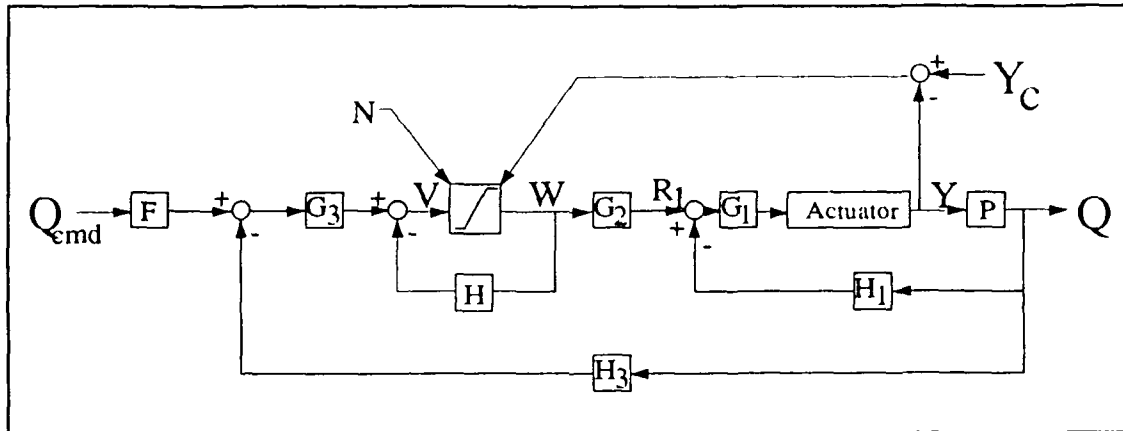 + Y_C
-
N
Q_cmd F + G_3 + V W G_2 R_1 G_1 Actuator Y P Q
- - + -
H H_1
H_3